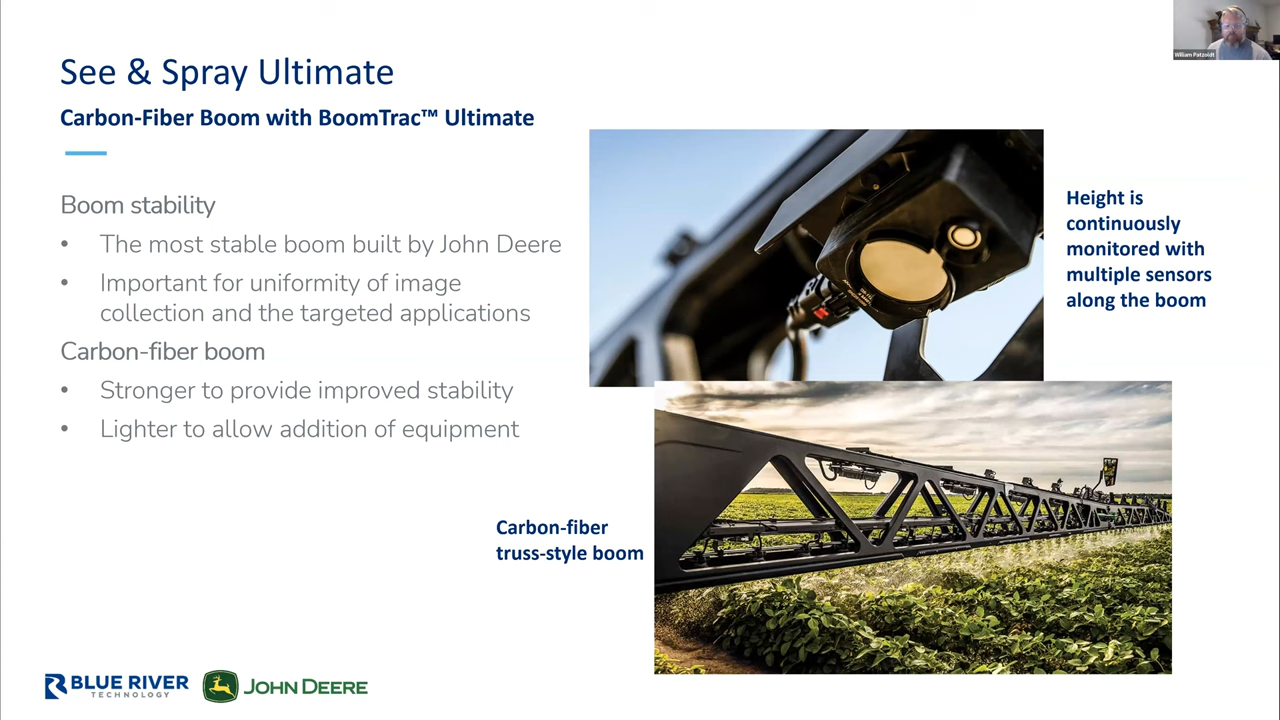 William Patzoldt
See & Spray Ultimate
Carbon-Fiber Boom with BoomTrac™ Ultimate
Boom stability
• The most stable boom built by John Deere
• Important for uniformity of image
collection and the targeted applications
Carbon-fiber boom
• Stronger to provide improved stability
• Lighter to allow addition of equipment
Height is
continuously
monitored with
multiple sensors
along the boom
Carbon-fiber
truss-style boom
BLUE RIVER
TECHNOLOGY
JOHN DEERE